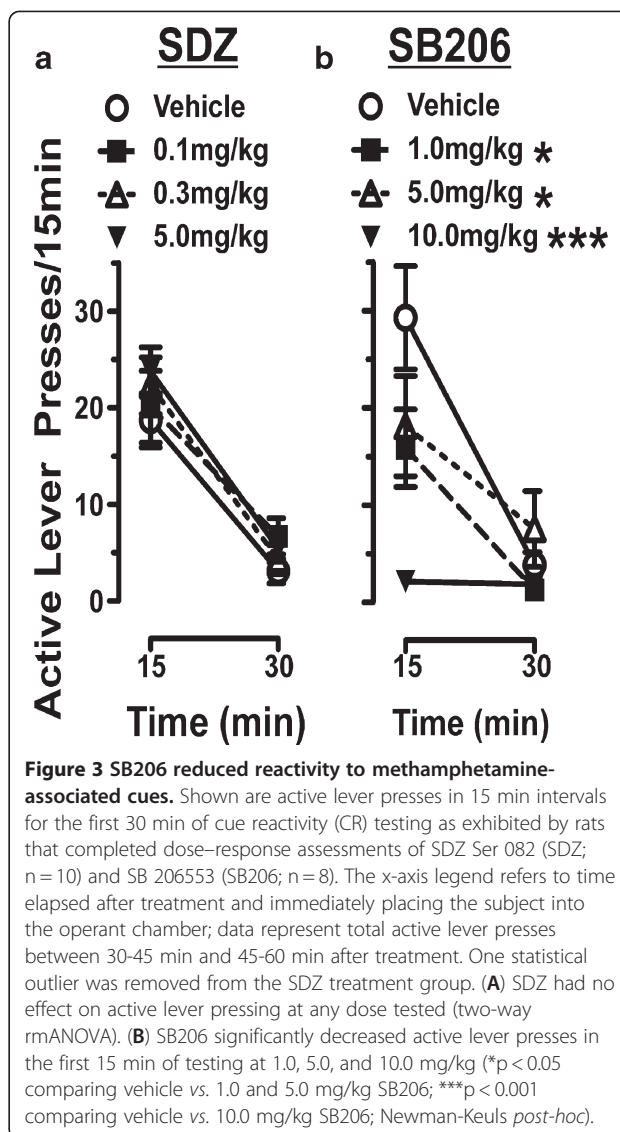 a SDZ b SB206
Vehicle Vehicle
0.1mg/kg 1.0mg/kg *
0.3mg/kg 5.0mg/kg *
5.0mg/kg 10.0mg/kg ***
Active Lever Presses/15min
30
20
10
0
15 30 15 30
Time (min) Time (min)
Figure 3 SB206 reduced reactivity to methamphetamine-
associated cues. Shown are active lever presses in 15 min intervals
for the first 30 min of cue reactivity (CR) testing as exhibited by rats
that completed dose–response assessments of SDZ Ser 082 (SDZ;
n = 10) and SB 206553 (SB206; n = 8). The x-axis legend refers to time
elapsed after treatment and immediately placing the subject into
the operant chamber; data represent total active lever presses
between 30-45 min and 45-60 min after treatment. One statistical
outlier was removed from the SDZ treatment group. (A) SDZ had no
effect on active lever pressing at any dose tested (two-way
rmANOVA). (B) SB206 significantly decreased active lever presses in
the first 15 min of testing at 1.0, 5.0, and 10.0 mg/kg (*p < 0.05
comparing vehicle vs. 1.0 and 5.0 mg/kg SB206; ***p < 0.001
comparing vehicle vs. 10.0 mg/kg SB206; Newman-Keuls post-hoc).